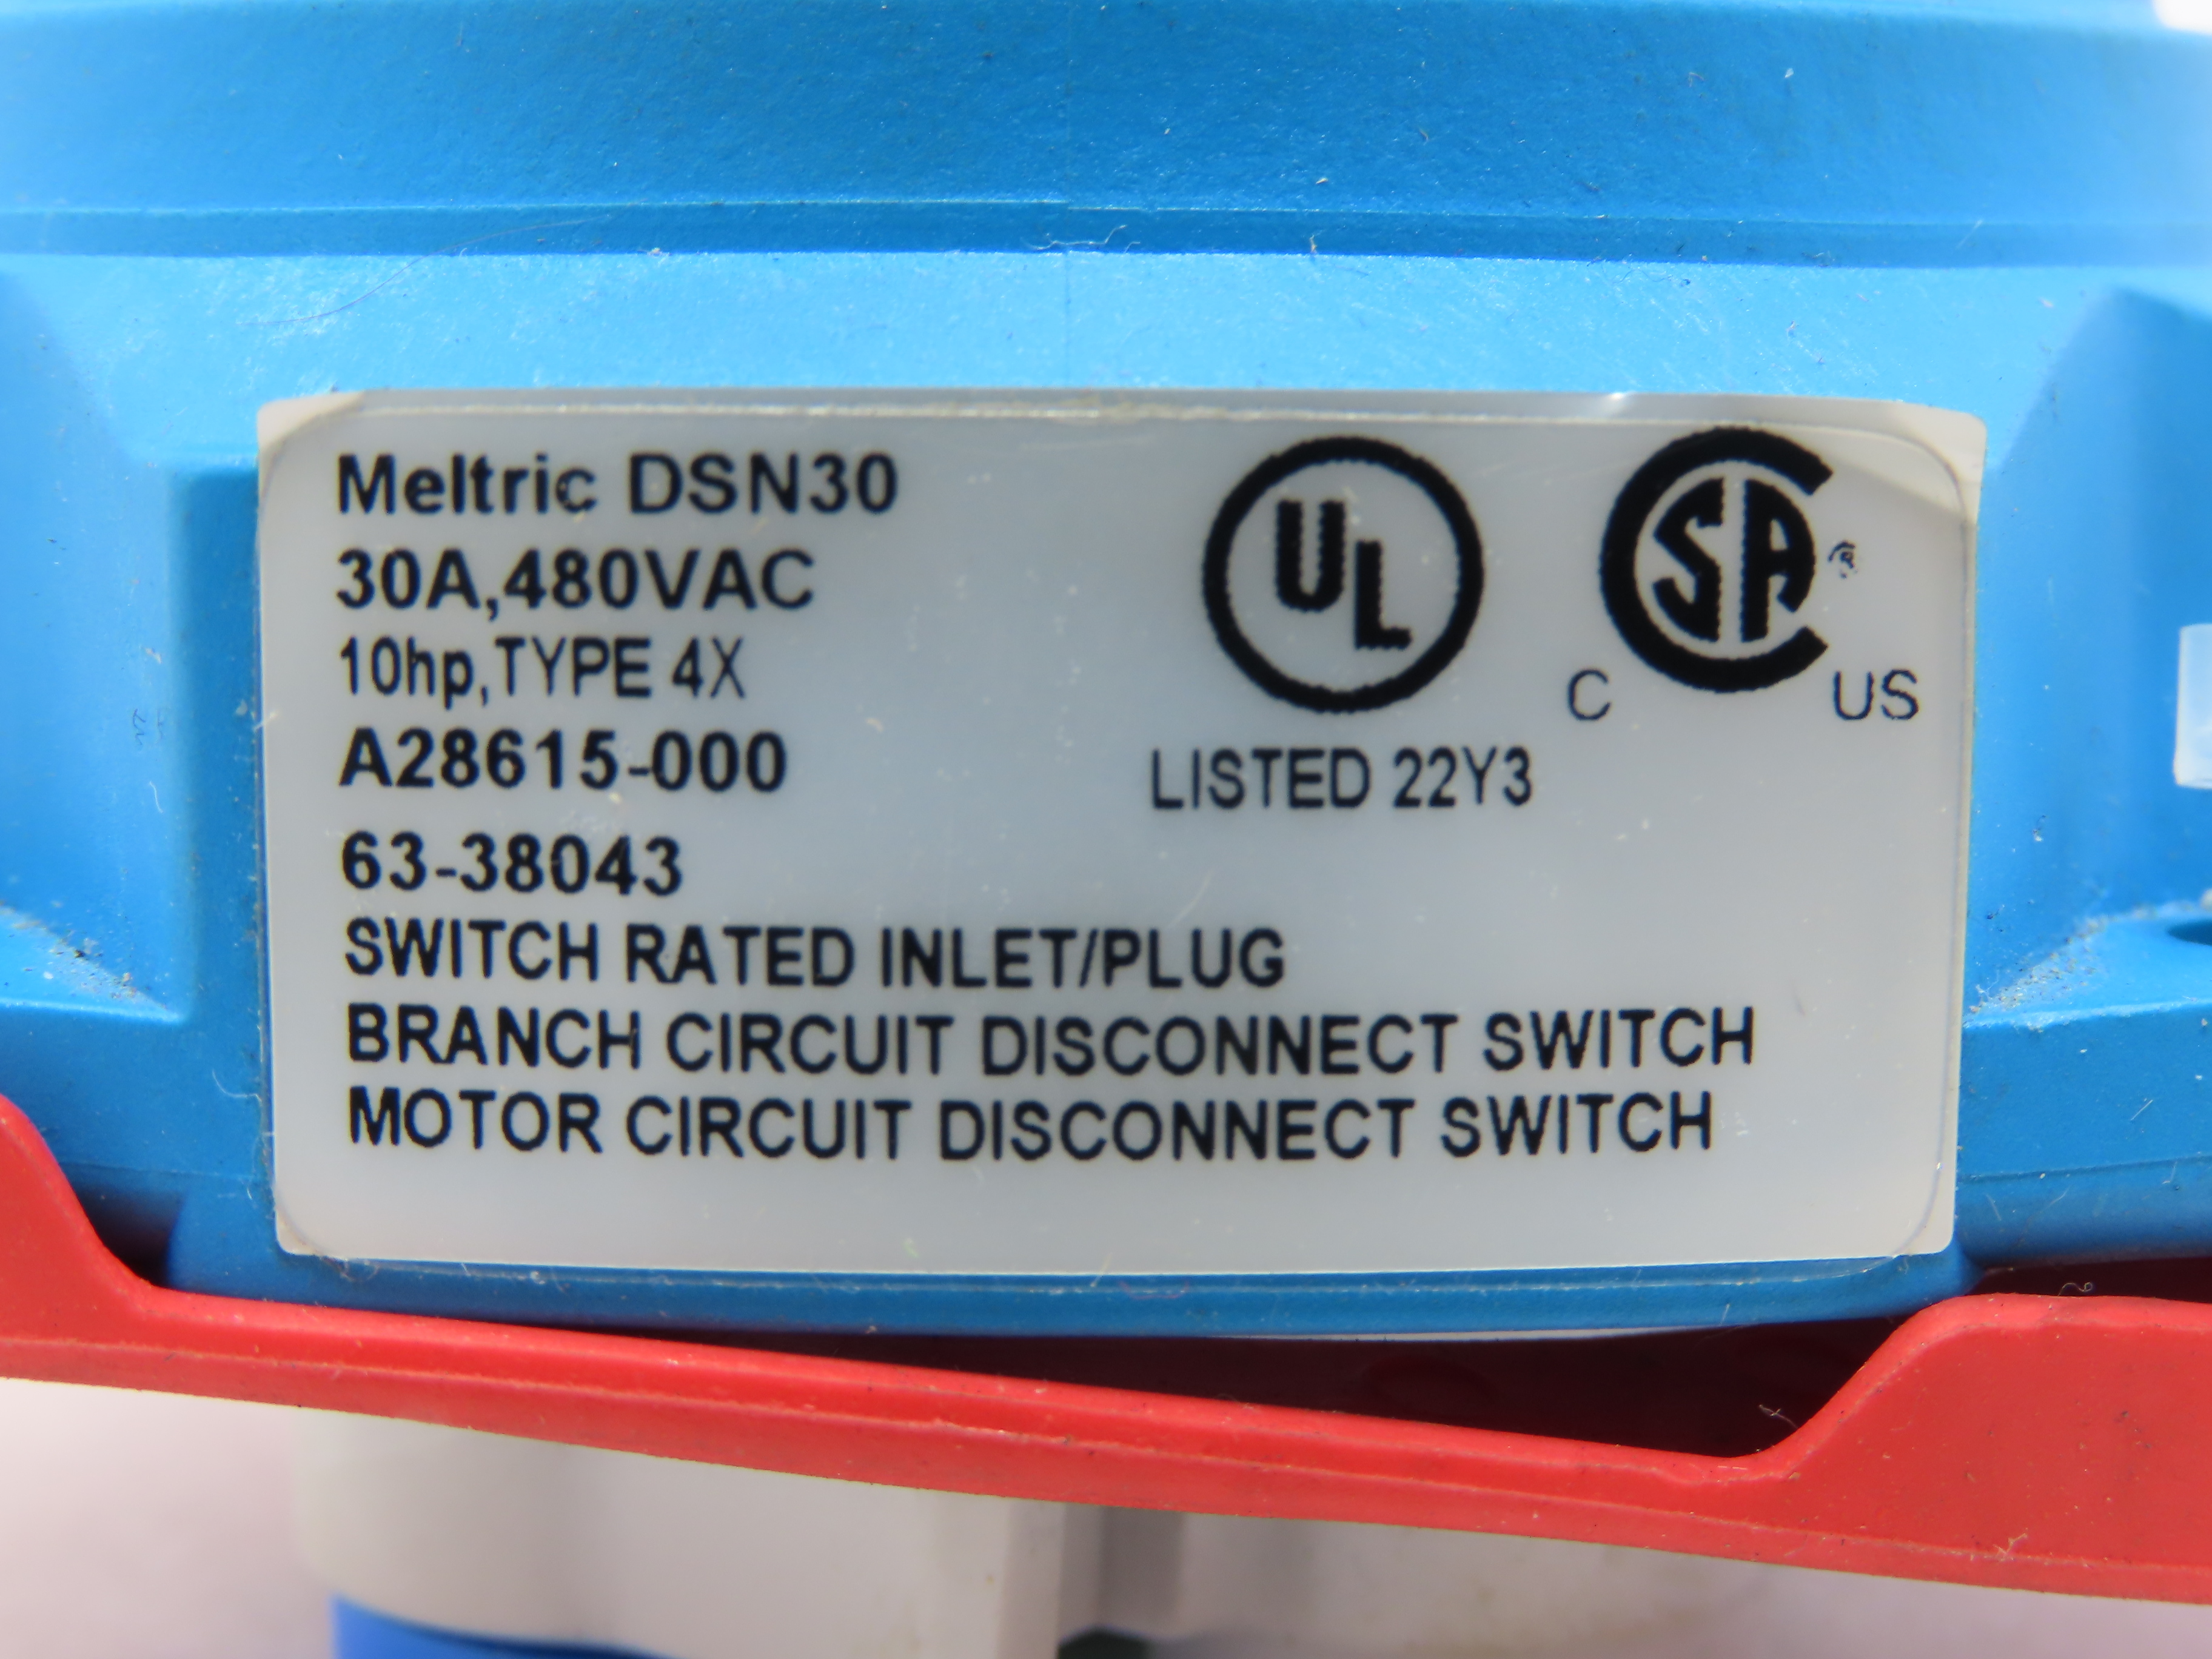 Meltric DSN30
30A,480VAC
10hp,TYPE 4X
A28615-000
63-38043
SWITCH RATED INLET/PLUG
BRANCH CIRCUIT DISCONNECT SWITCH
MOTOR CIRCUIT DISCONNECT SWITCH
UL
LISTED 22Y3
C SA ® US